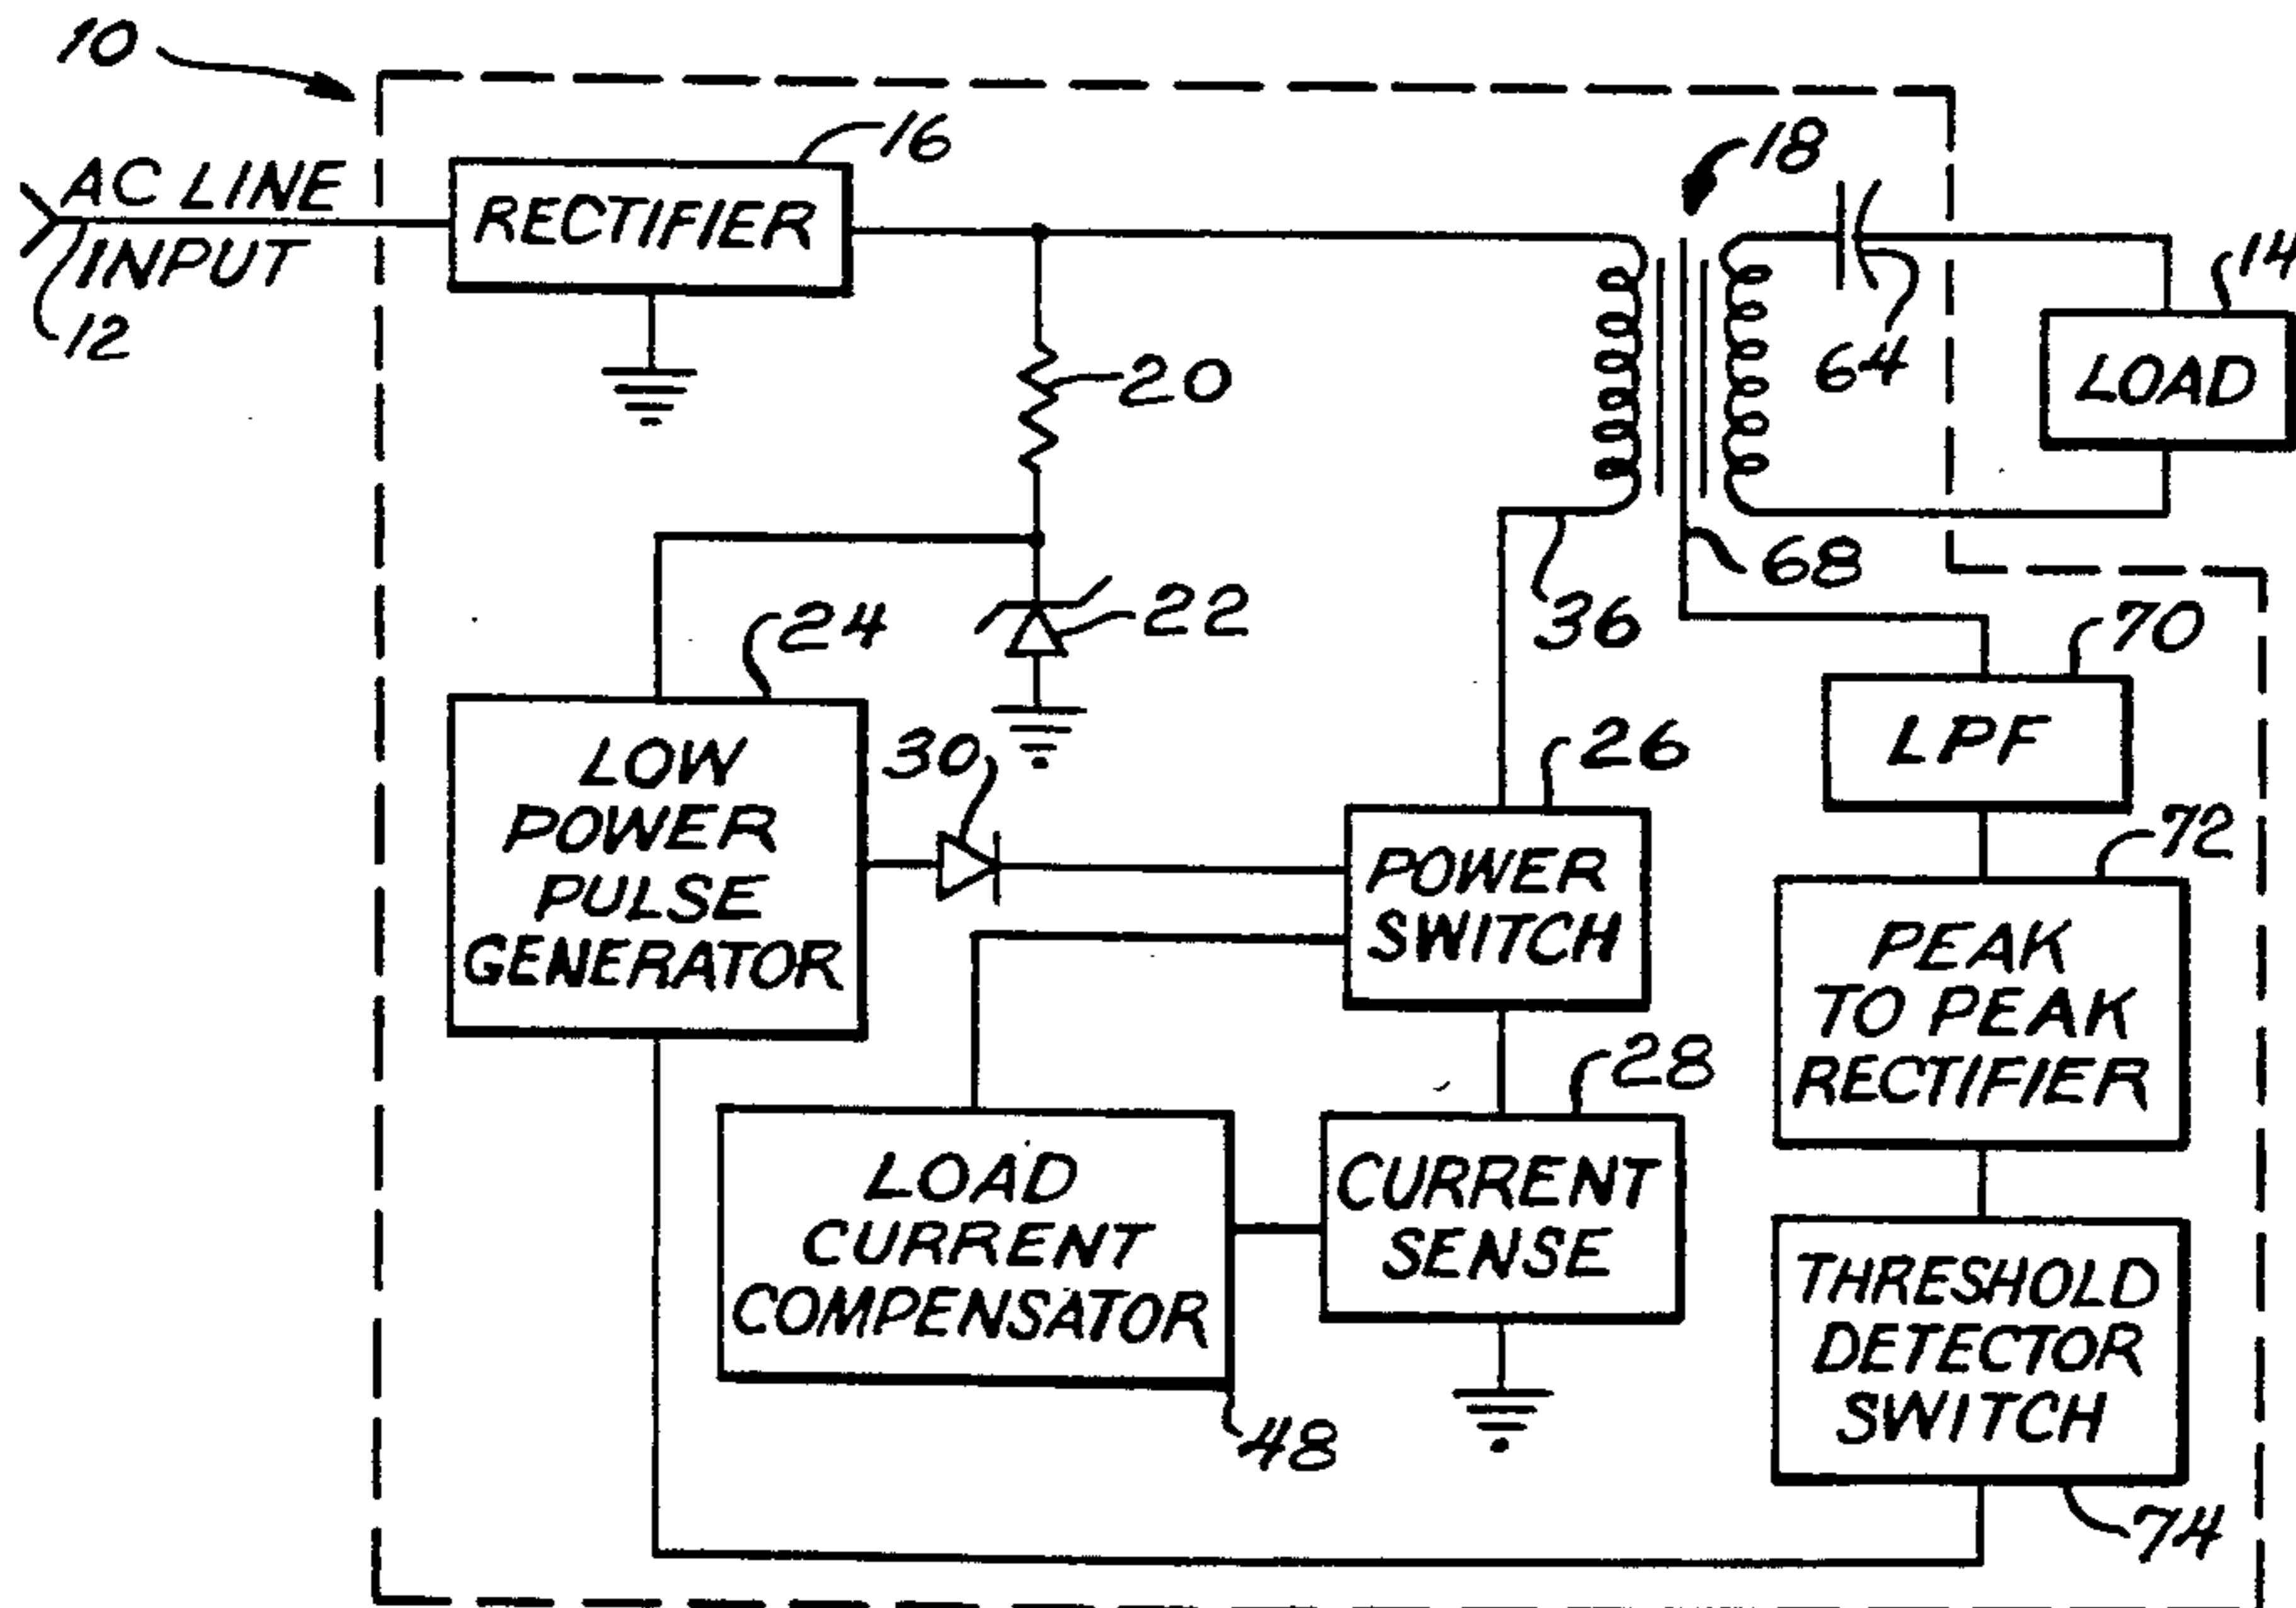 10
16
18
AC LINE
INPUT
12
RECTIFIER
14
64
LOAD
20
68
36
22
24
70
30
26
LPF
LOW
POWER
PULSE
GENERATOR
72
POWER
SWITCH
PEAK
TO PEAK
RECTIFIER
28
LOAD
CURRENT
COMPENSATOR
CURRENT
SENSE
THRESHOLD
DETECTOR
SWITCH
48
74